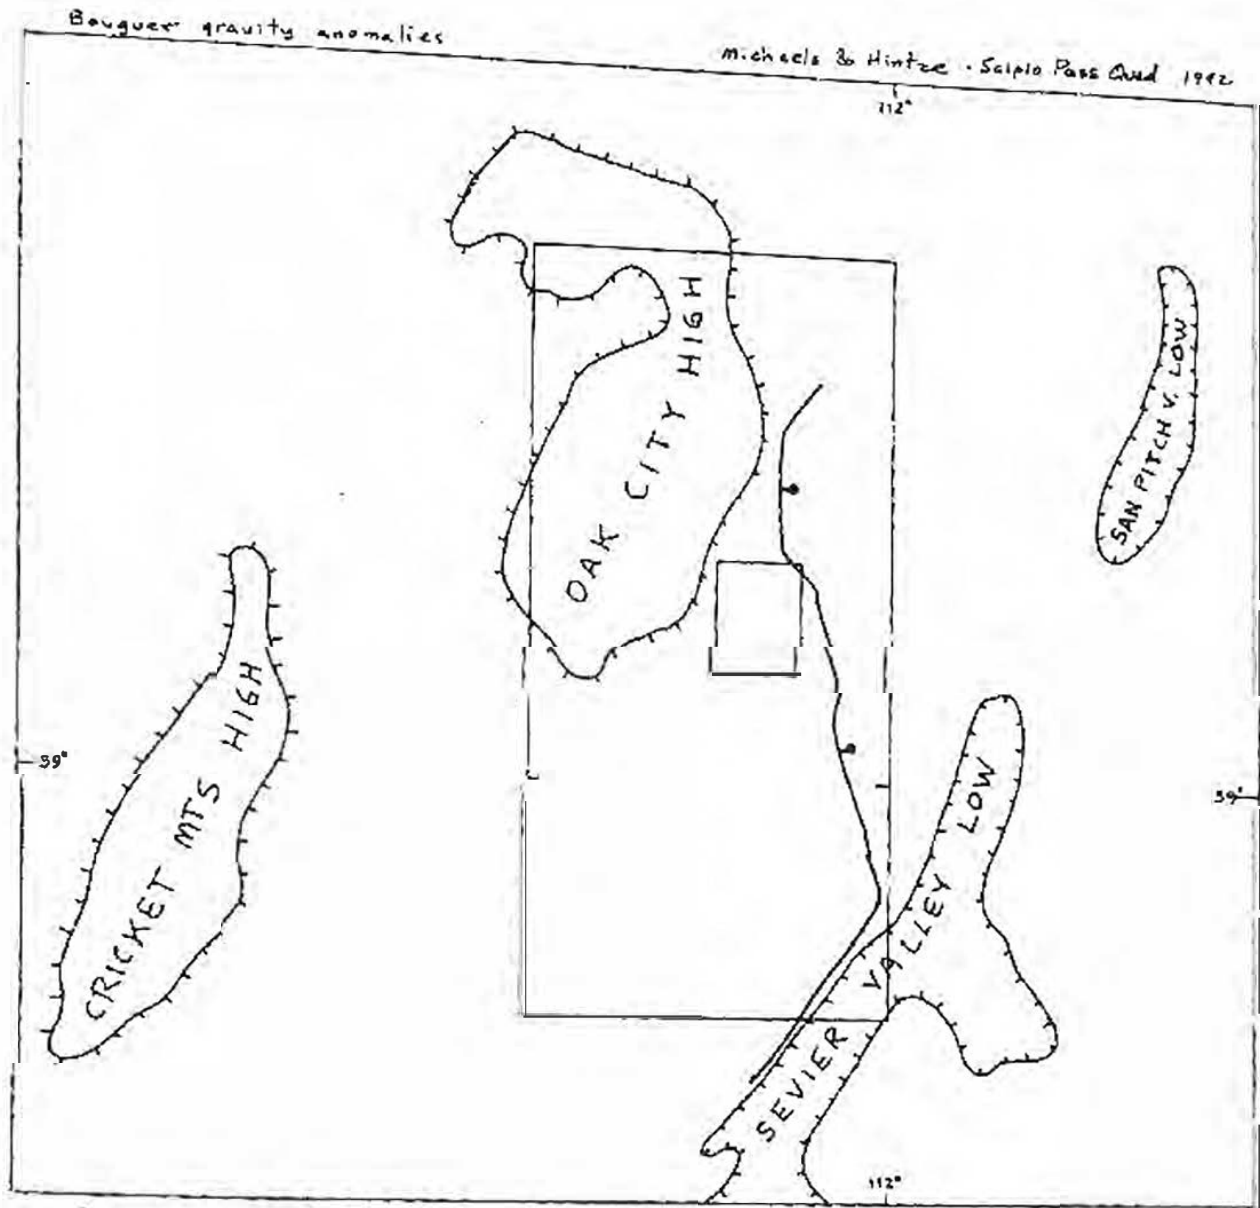 Bouguer gravity anomalies
Michaels & Hintze . Scipio Pass Quad 1992
112°
OAK CITY HIGH
SAN PITCH V. LOW
CRICKET MTS HIGH
39°
39°
SEVIER VALLEY LOW
112°